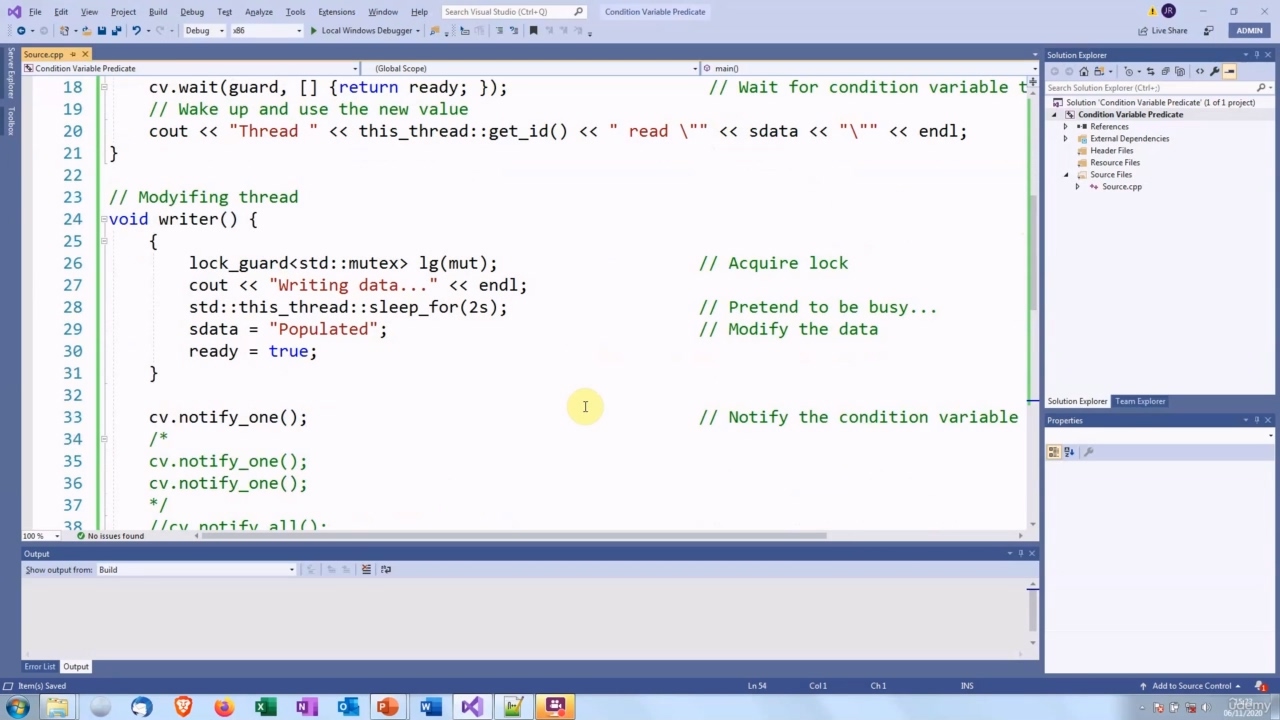 File Edit View Project Build Debug Test Analyze Tools Extensions Window Help Search Visual Studio (Ctrl+Q) Condition Variable Predicate JR
Debug x86 Local Windows Debugger Live Share ADMIN
Server Explorer
Toolbox
Source.cpp
Condition Variable Predicate (Global Scope) main()
18 cv.wait(guard, [] {return ready; }); // Wait for condition variable t
19 // Wake up and use the new value
20 cout << "Thread " << this_thread::get_id() << " read \"" << sdata << "\"" << endl;
21 }
22
23 // Modyifing thread
24 void writer() {
25 {
26 lock_guard<std::mutex> lg(mut); // Acquire lock
27 cout << "Writing data..." << endl;
28 std::this_thread::sleep_for(2s); // Pretend to be busy...
29 sdata = "Populated"; // Modify the data
30 ready = true;
31 }
32
33 cv.notify_one(); // Notify the condition variable
34 /*
35 cv.notify_one();
36 cv.notify_one();
37 */
38 //cv.notify_all();
100 % No issues found
Output
Show output from: Build
Error List Output
Solution Explorer
Search Solution Explorer (Ctrl+;)
Solution 'Condition Variable Predicate' (1 of 1 project)
Condition Variable Predicate
References
External Dependencies
Header Files
Resource Files
Source Files
Source.cpp
Solution Explorer Team Explorer
Properties
Item(s) Saved Ln 54 Col 1 Ch 1 INS Add to Source Control 1
06/11/2020
udemy